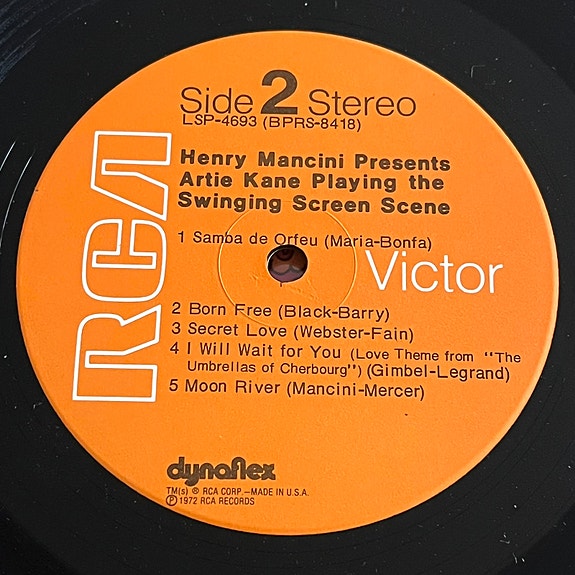 Side 2 Stereo
LSP-4693 (BPRS-8418)
Henry Mancini Presents
Artie Kane Playing the
Swinging Screen Scene
1 Samba de Orfeu (Maria-Bonfa)
RCA Victor
2 Born Free (Black-Barry)
3 Secret Love (Webster-Fain)
4 I Will Wait for You (Love Theme from "The
Umbrellas of Cherbourg") (Gimbel-Legrand)
5 Moon River (Mancini-Mercer)
dynaflex
TM(s) ® RCA CORP.—MADE IN U.S.A.
Ⓟ 1972 RCA RECORDS